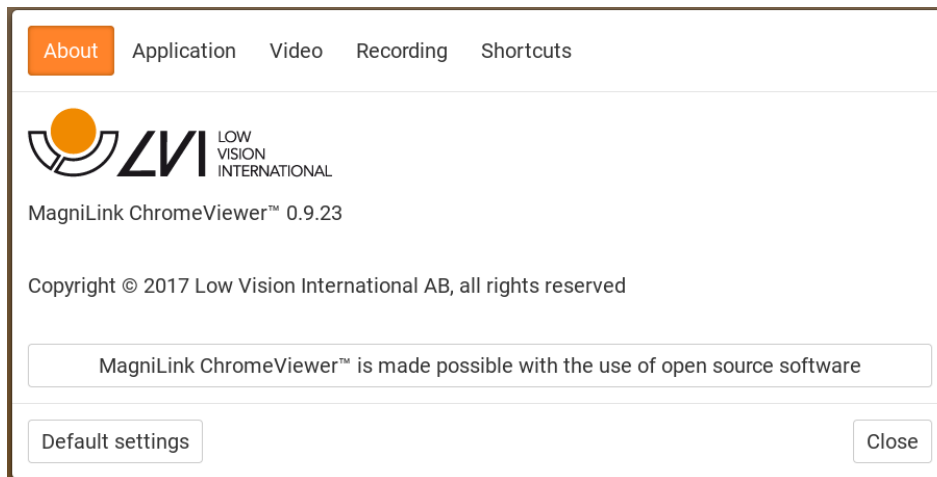 About Application Video Recording Shortcuts
LVI LOW
VISION
INTERNATIONAL
MagniLink ChromeViewer™ 0.9.23
Copyright © 2017 Low Vision International AB, all rights reserved
MagniLink ChromeViewer™ is made possible with the use of open source software
Default settings Close